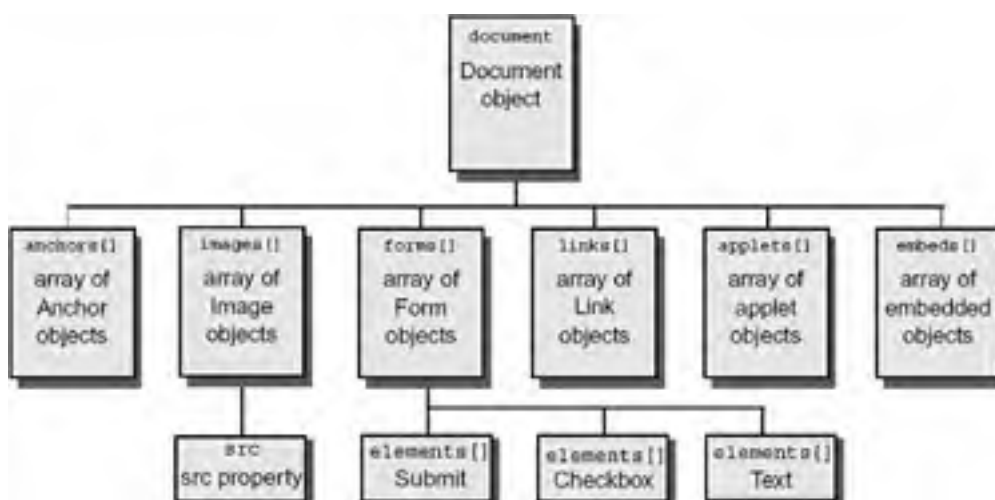 document
Document
object
anchors[]
array of
Anchor
objects
images[]
array of
Image
objects
forms[]
array of
Form
objects
links[]
array of
Link
objects
applets[]
array of
applet
objects
embeds[]
array of
embedded
objects
src
src property
elements[]
Submit
elements[]
Checkbox
elements[]
Text